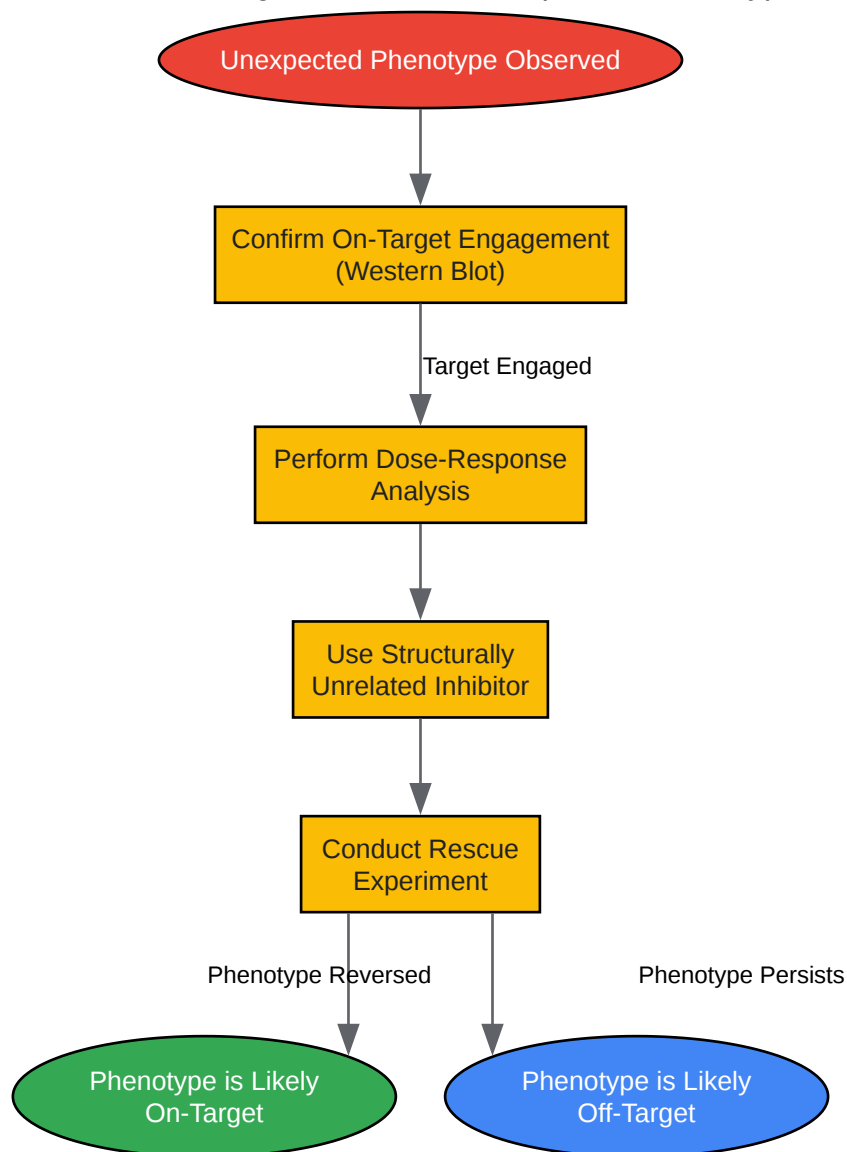 Unexpected Phenotype Observed
Confirm On-Target Engagement
(Western Blot)
Target Engaged
Perform Dose-Response
Analysis
Use Structurally
Unrelated Inhibitor
Conduct Rescue
Experiment
Phenotype Reversed
Phenotype Persists
Phenotype is Likely
On-Target
Phenotype is Likely
Off-Target